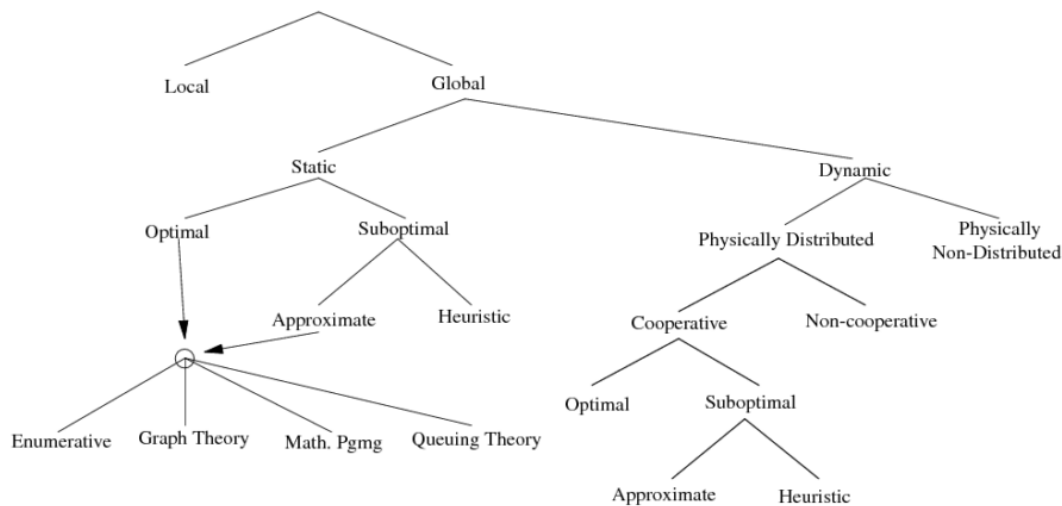 Local
Global
Static
Dynamic
Optimal
Suboptimal
Physically Distributed
Physically
Non-Distributed
Approximate
Heuristic
Cooperative
Non-cooperative
Optimal
Suboptimal
Enumerative
Graph Theory
Math. Pgmg
Queuing Theory
Approximate
Heuristic